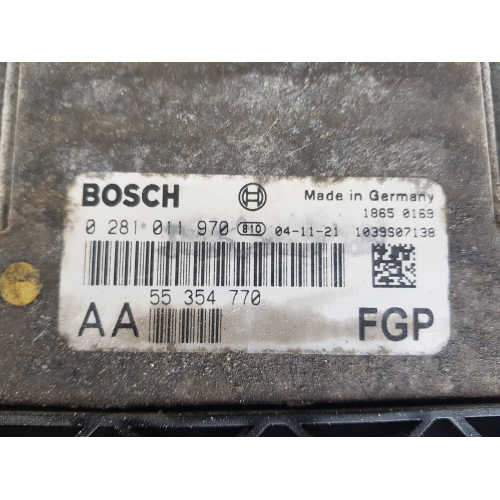 BOSCH Made in Germany
1865 0169
0 281 011 970 810 04-11-21 1039S07138
55 354 770
AA FGP